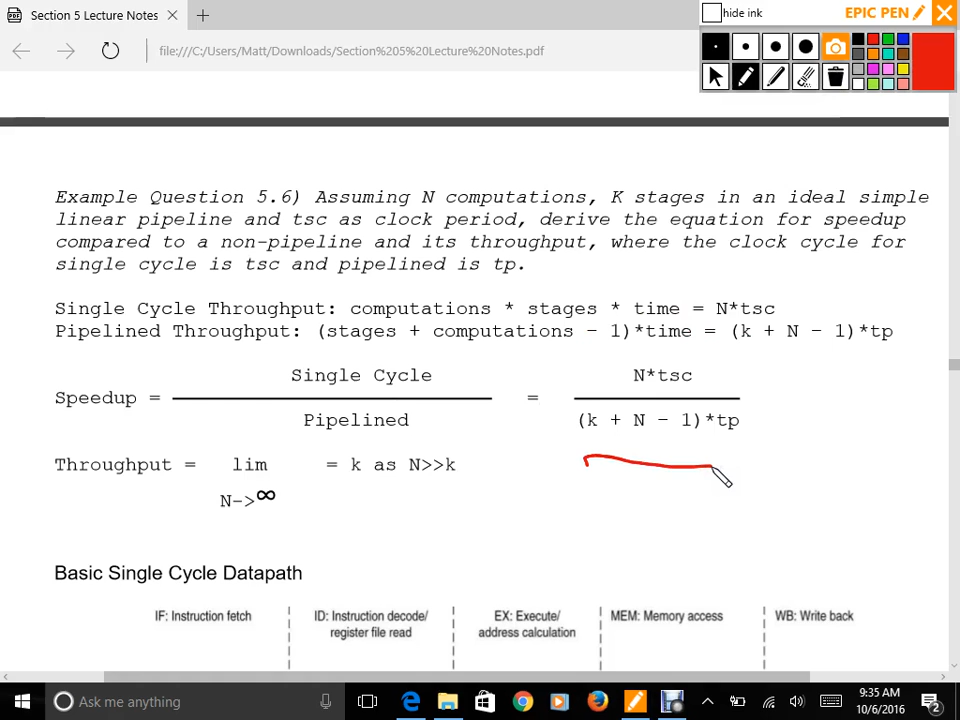 Section 5 Lecture Notes
hide ink
EPIC PEN
file:///C:/Users/Matt/Downloads/Section%205%20Lecture%20Notes.pdf
Example Question 5.6) Assuming N computations, K stages in an ideal simple
linear pipeline and tsc as clock period, derive the equation for speedup
compared to a non-pipeline and its throughput, where the clock cycle for
single cycle is tsc and pipelined is tp.
Single Cycle Throughput: computations * stages * time = N*tsc
Pipelined Throughput: (stages + computations - 1)*time = (k + N - 1)*tp
Single Cycle N*tsc
Speedup = =
Pipelined (k + N - 1)*tp
Throughput = lim = k as N>>k
N->∞
Basic Single Cycle Datapath
IF: Instruction fetch
ID: Instruction decode/
register file read
EX: Execute/
address calculation
MEM: Memory access
WB: Write back
Ask me anything
9:35 AM
10/6/2016
2